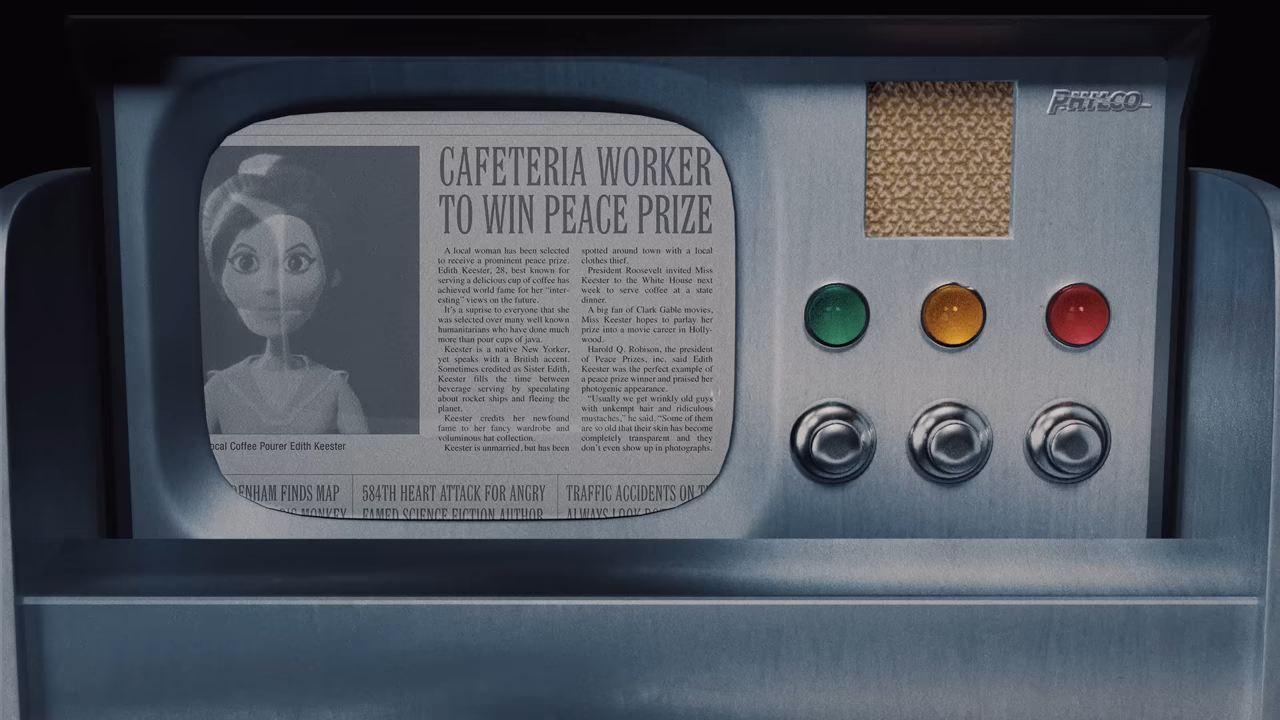 PHILCO
CAFETERIA WORKER
TO WIN PEACE PRIZE
A local woman has been selected
to receive a prominent peace prize.
Edith Keester, 28, best known for
serving a delicious cup of coffee has
achieved world fame for her "inter-
esting" views on the future.
It's a suprise to everyone that she
was selected over many well known
humanitarians who have done much
more than pour cups of java.
Keester is a native New Yorker,
yet speaks with a British accent.
Sometimes credited as Sister Edith,
Keester fills the time between
beverage serving by speculating
about rocket ships and fleeing the
planet.
Keester credits her newfound
fame to her fancy wardrobe and
voluminous hat collection.
Keester is unmarried, but has been
spotted around town with a local
clothes thief.
President Roosevelt invited Miss
Keester to the White House next
week to serve coffee at a state
dinner.
A big fan of Clark Gable movies,
Miss Keester hopes to parlay her
prize into a movie career in Holly-
wood.
Harold Q. Robison, the president
of Peace Prizes, inc. said Edith
Keester was the perfect example of
a peace prize winner and praised her
photogenic appearance.
"Usually we get wrinkly old guys
with unkempt hair and ridiculous
mustaches," he said. "Some of them
are so old that their skin has become
completely transparent and they
don't even show up in photographs.
ocal Coffee Pourer Edith Keester
ENHAM FINDS MAP
MONKEY
584TH HEART ATTACK FOR ANGRY
FAMED SCIENCE FICTION AUTHOR
TRAFFIC ACCIDENTS ON
ALWAYS LOOK